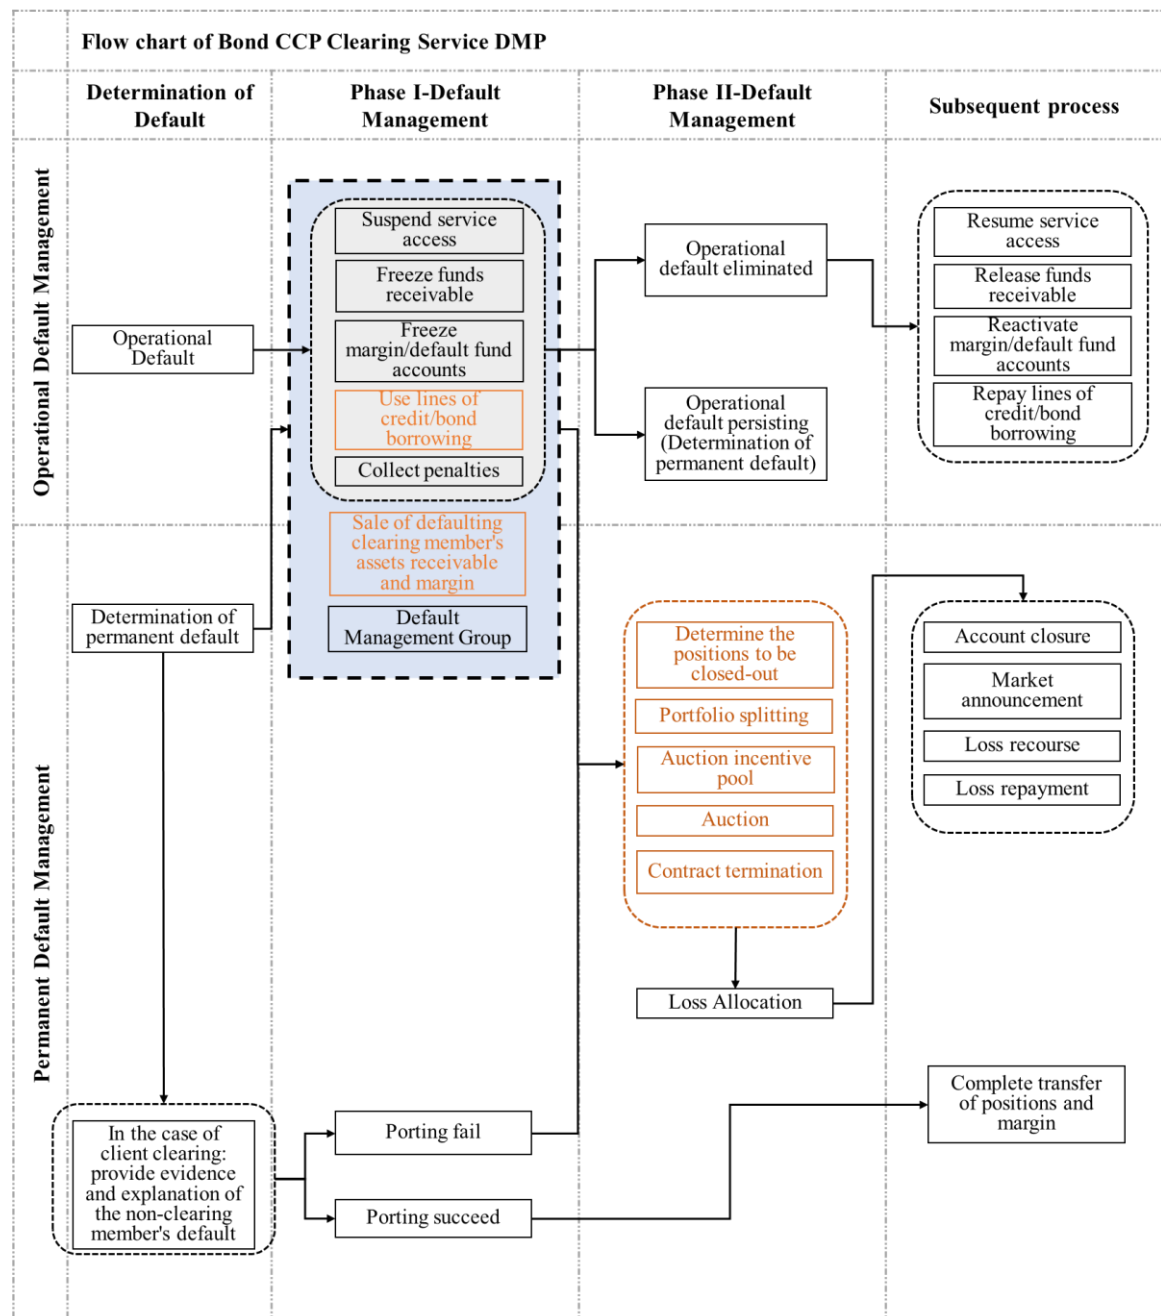 Flow chart of Bond CCP Clearing Service DMP
Determination of
Default
Phase I-Default
Management
Phase II-Default
Management
Subsequent process
Operational Default Management
Operational
Default
Suspend service
access
Freeze funds
receivable
Freeze
margin/default fund
accounts
Use lines of
credit/bond
borrowing
Collect penalties
Sale of defaulting
clearing member's
assets receivable
and margin
Default
Management Group
Operational
default eliminated
Operational
default persisting
(Determination of
permanent default)
Resume service
access
Release funds
receivable
Reactivate
margin/default fund
accounts
Repay lines of
credit/bond
borrowing
Permanent Default Management
Determination of
permanent default
Determine the
positions to be
closed-out
Portfolio splitting
Auction incentive
pool
Auction
Contract termination
Loss Allocation
Account closure
Market
announcement
Loss recourse
Loss repayment
In the case of
client clearing:
provide evidence
and explanation of
the non-clearing
member's default
Porting fail
Porting succeed
Complete transfer
of positions and
margin